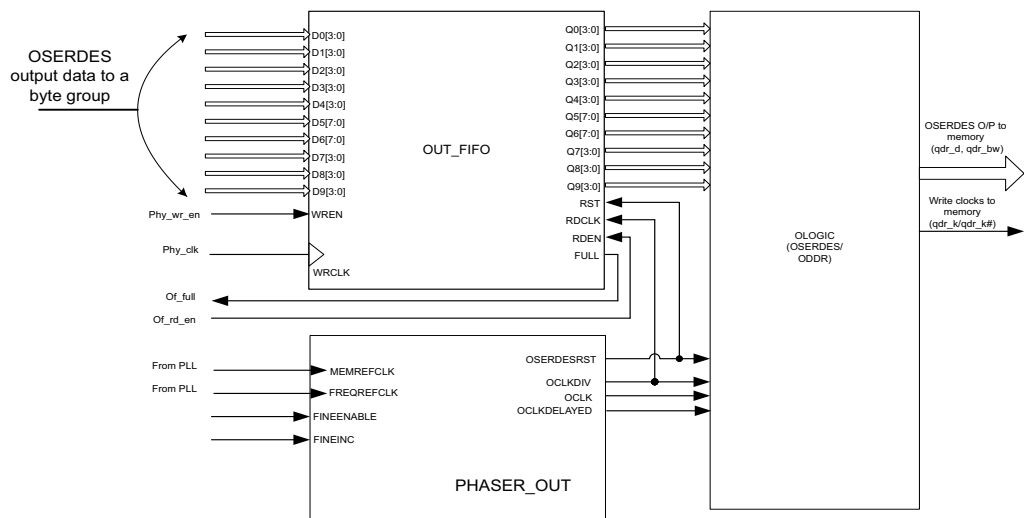 OSERDES
output data to a
byte group
D0[3:0]
D1[3:0]
D2[3:0]
D3[3:0]
D4[3:0]
D5[7:0]
D6[7:0]
D7[3:0]
D8[3:0]
D9[3:0]
Phy_wr_en
WREN
Phy_clk
WRCLK
OUT_FIFO
Q0[3:0]
Q1[3:0]
Q2[3:0]
Q3[3:0]
Q4[3:0]
Q5[7:0]
Q6[7:0]
Q7[3:0]
Q8[3:0]
Q9[3:0]
RST
RDCLK
RDEN
FULL
Of_full
Of_rd_en
OLOGIC
(OSERDES/
ODDR)
OSERDES O/P to
memory
(qdr_d, qdr_bw)
Write clocks to
memory
(qdr_k/qdr_k#)
From PLL
MEMREFCLK
From PLL
FREQREFCLK
FINEENABLE
FINEINC
OSERDESRST
OCLKDIV
OCLK
OCLKDELAYED
PHASER_OUT